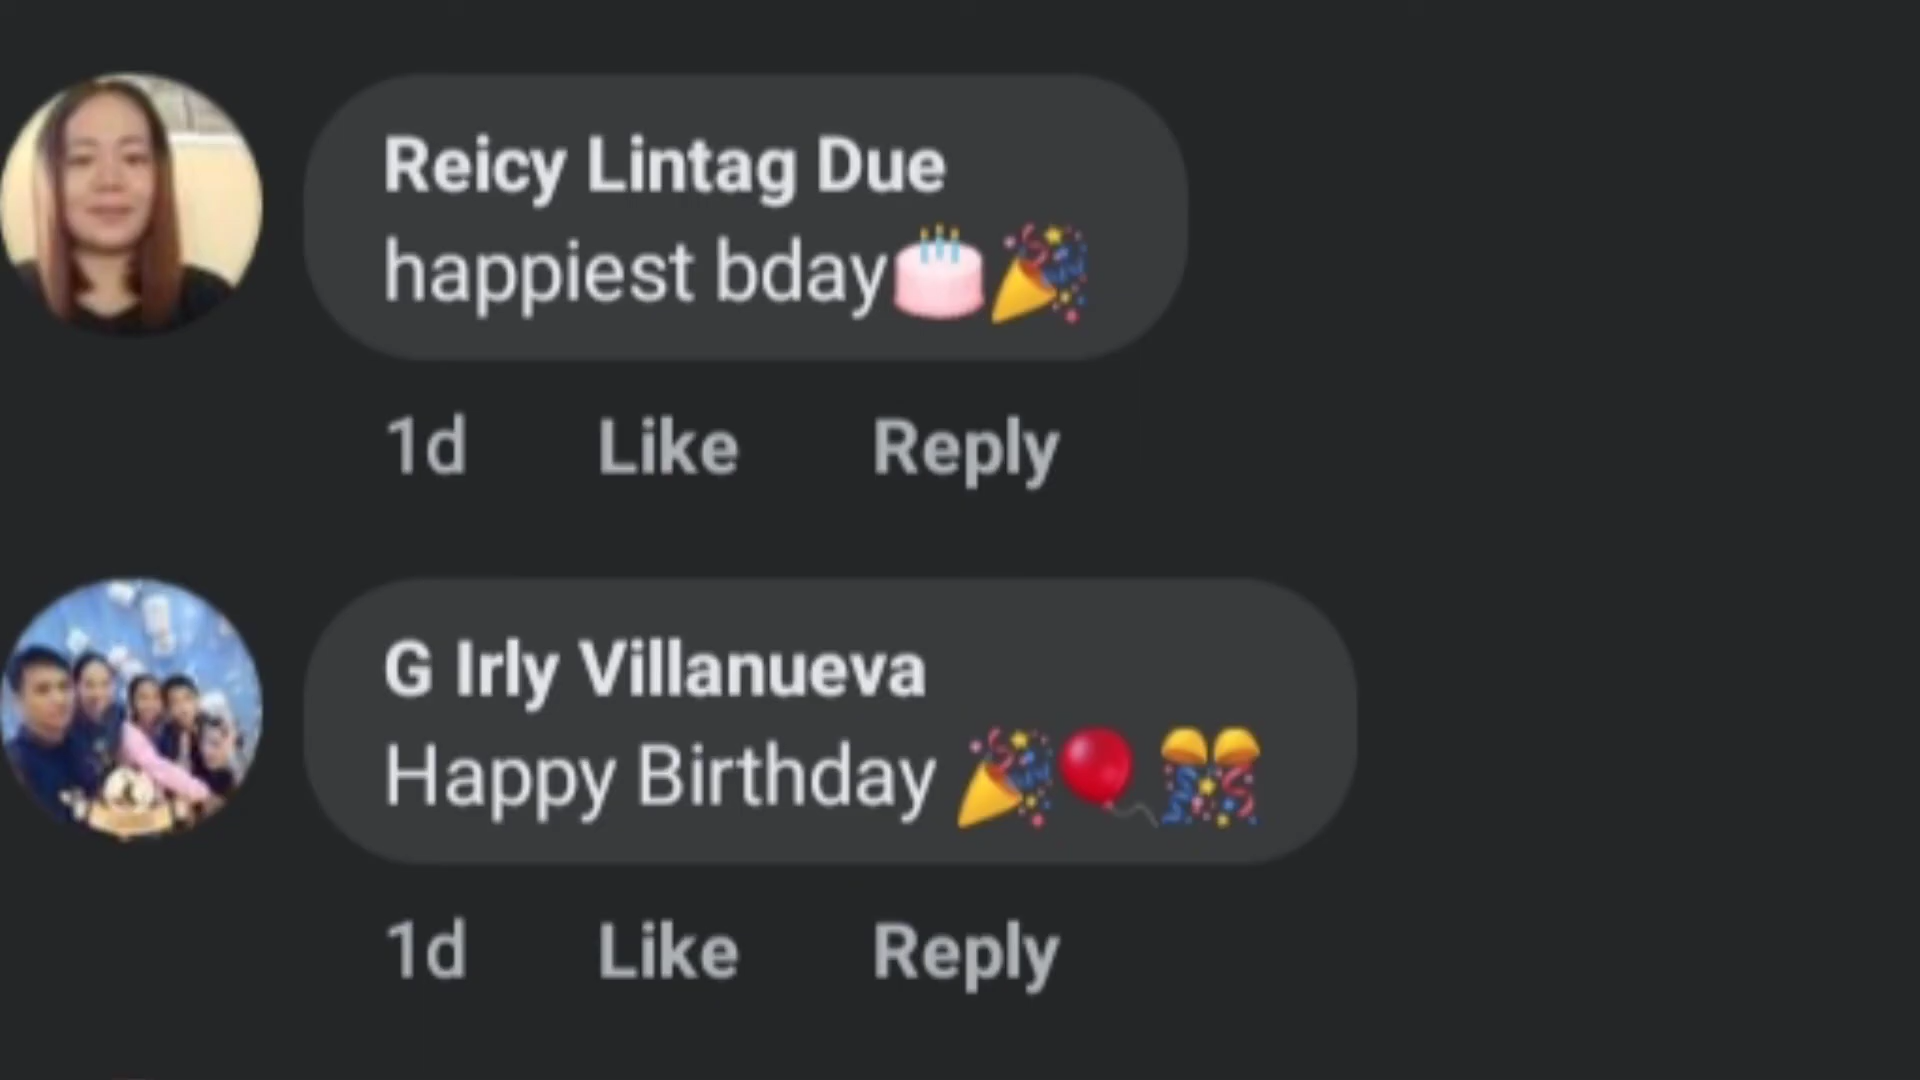 Reicy Lintag Due
happiest bday🎂🎉
1d Like Reply
G Irly Villanueva
Happy Birthday 🎉🎈🎊
1d Like Reply